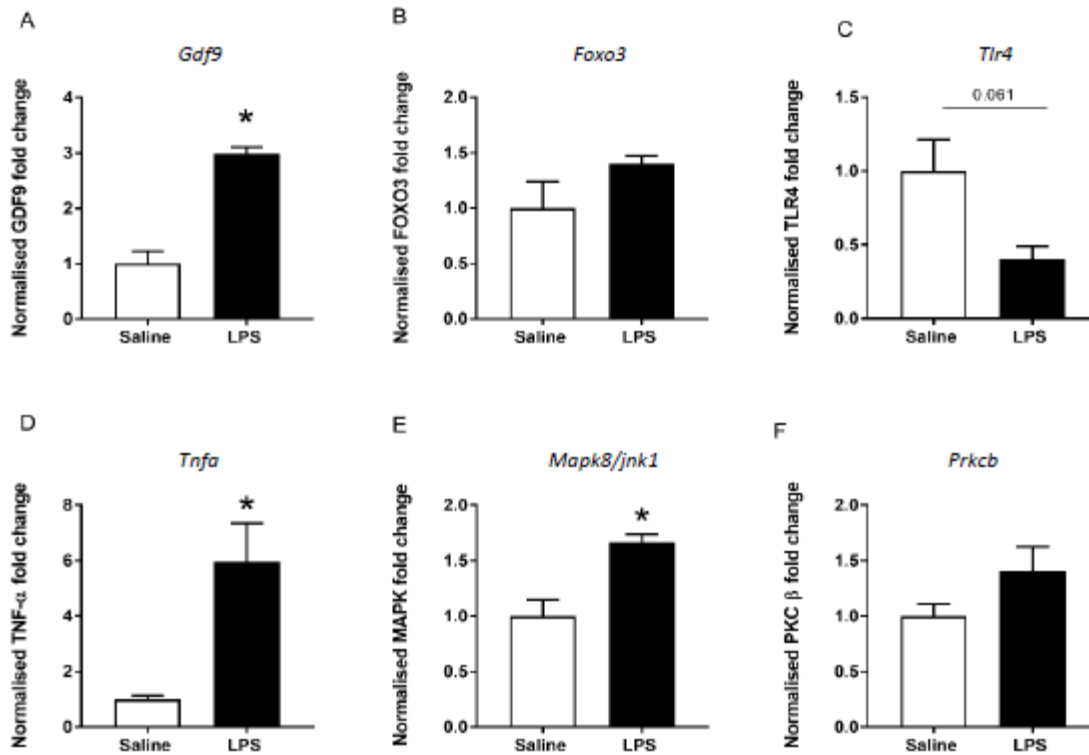 A
Gdf9
Normalised GDF9 fold change
4
3
2
1
0
*
Saline LPS
B
Foxo3
Normalised FOXO3 fold change
2.0
1.5
1.0
0.5
0.0
Saline LPS
C
Tlr4
Normalised TLR4 fold change
1.5
1.0
0.5
0.0
0.061
Saline LPS
D
Tnfa
Normalised TNF-α fold change
8
6
4
2
0
*
Saline LPS
E
Mapk8/jnk1
Normalised MAPK fold change
2.0
1.5
1.0
0.5
0.0
*
Saline LPS
F
Prkcb
Normalised PKC β fold change
2.0
1.5
1.0
0.5
0.0
Saline LPS